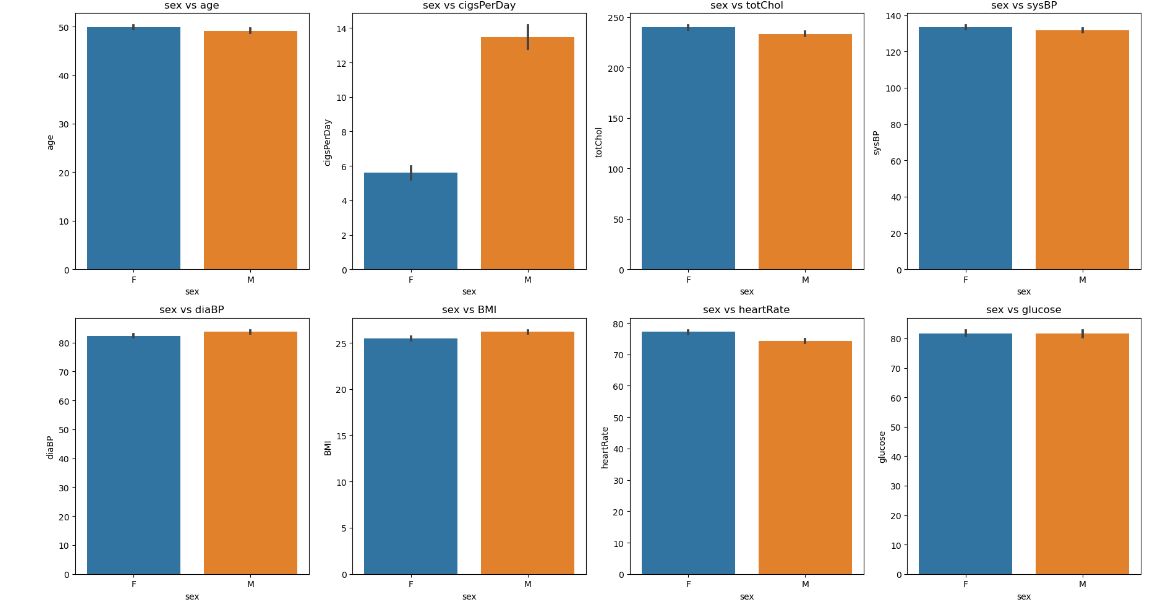 sex vs age
50
40
30
20
10
0
age
F M
sex
sex vs cigsPerDay
14
12
10
8
6
4
2
0
cigsPerDay
F M
sex
sex vs totChol
250
200
150
100
50
0
totChol
F M
sex
sex vs sysBP
140
120
100
80
60
40
20
0
sysBP
F M
sex
sex vs diaBP
80
70
60
50
40
30
20
10
0
diaBP
F M
sex
sex vs BMI
25
20
15
10
5
0
BMI
F M
sex
sex vs heartRate
80
70
60
50
40
30
20
10
0
heartRate
F M
sex
sex vs glucose
80
70
60
50
40
30
20
10
0
glucose
F M
sex